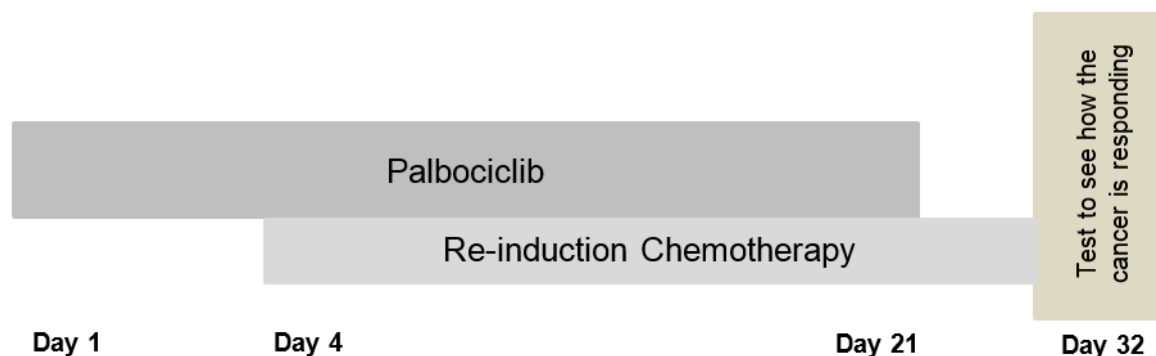 Palbociclib
Re-induction Chemotherapy
Test to see how the
cancer is responding
Day 1
Day 4
Day 21
Day 32